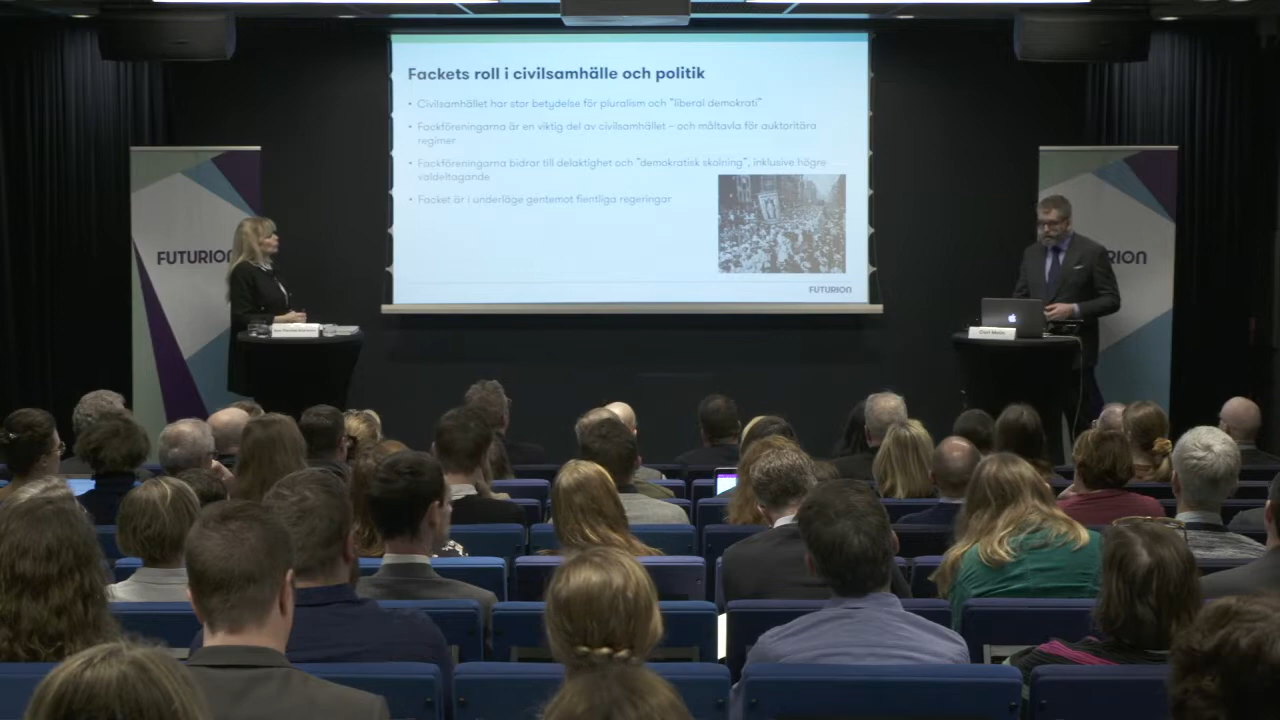 Fackets roll i civilsamhälle och politik
• Civilsamhället har stor betydelse för pluralism och "liberal demokrati"
• Fackföreningarna är en viktig del av civilsamhället – och måltavla för auktoritära
regimer
• Fackföreningarna bidrar till delaktighet och "demokratisk skolning", inklusive högre
valdeltagande
• Facket är i underläge gentemot fientliga regeringar
FUTURION
FUTURION
RION